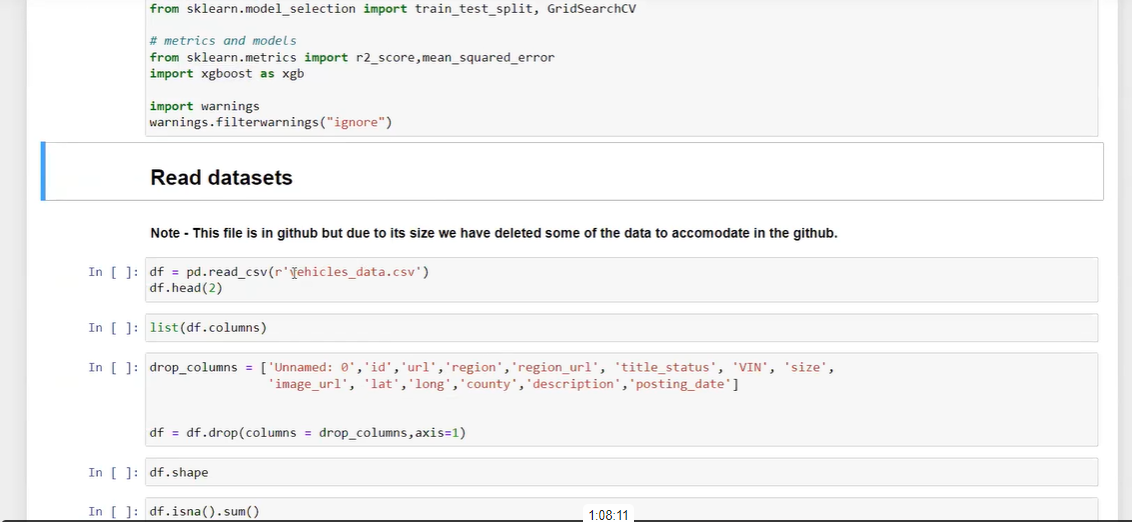 from sklearn.model_selection import train_test_split, GridSearchCV
# metrics and models
from sklearn.metrics import r2_score,mean_squared_error
import xgboost as xgb
import warnings
warnings.filterwarnings("ignore")
Read datasets
Note - This file is in github but due to its size we have deleted some of the data to accomodate in the github.
In [ ]: df = pd.read_csv(r'vehicles_data.csv')
df.head(2)
In [ ]: list(df.columns)
In [ ]: drop_columns = ['Unnamed: 0','id','url','region','region_url', 'title_status', 'VIN', 'size',
'image_url', 'lat','long','county','description','posting_date']
df = df.drop(columns = drop_columns,axis=1)
In [ ]: df.shape
In [ ]: df.isna().sum()
1:08:11